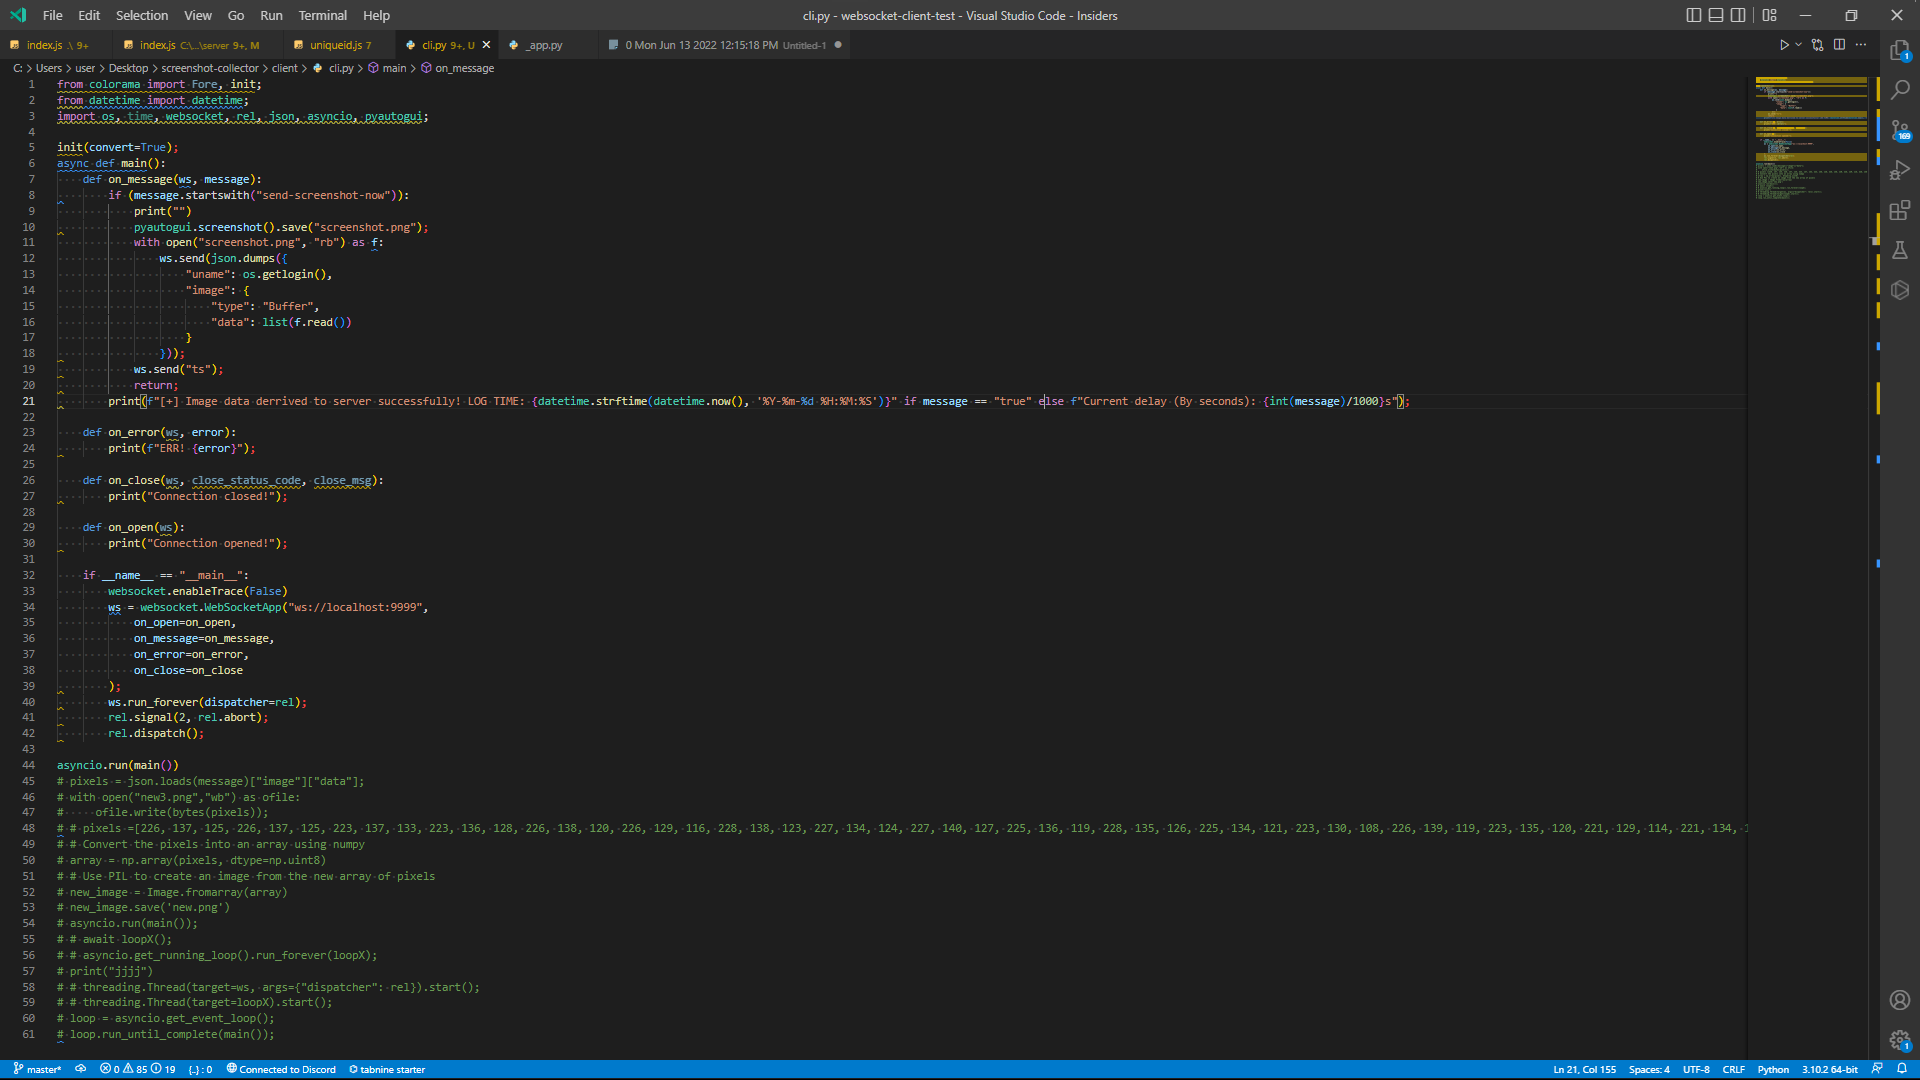 File Edit Selection View Go Run Terminal Help
cli.py - websocket-client-test - Visual Studio Code - Insiders
index.js .\ 9+
index.js C:\...\server 9+, M
uniqueid.js 7
cli.py 9+, U
_app.py
0 Mon Jun 13 2022 12:15:18 PM Untitled-1
C: > Users > user > Desktop > screenshot-collector > client > cli.py > main > on_message
1 from colorama import Fore, init;
2 from datetime import datetime;
3 import os, time, websocket, rel, json, asyncio, pyautogui;
4
5 init(convert=True);
6 async def main():
7 def on_message(ws, message):
8 if (message.startswith("send-screenshot-now")):
9 print("")
10 pyautogui.screenshot().save("screenshot.png");
11 with open("screenshot.png", "rb") as f:
12 ws.send(json.dumps({
13 "uname": os.getlogin(),
14 "image": {
15 "type": "Buffer",
16 "data": list(f.read())
17 }
18 }));
19 ws.send("ts");
20 return;
21 print(f"[+] Image data derrived to server successfully! LOG TIME: {datetime.strftime(datetime.now(), '%Y-%m-%d %H:%M:%S')}" if message == "true" else f"Current delay (By seconds): {int(message)/1000}s");
22
23 def on_error(ws, error):
24 print(f"ERR! {error}");
25
26 def on_close(ws, close_status_code, close_msg):
27 print("Connection closed!");
28
29 def on_open(ws):
30 print("Connection opened!");
31
32 if __name__ == "__main__":
33 websocket.enableTrace(False)
34 ws = websocket.WebSocketApp("ws://localhost:9999",
35 on_open=on_open,
36 on_message=on_message,
37 on_error=on_error,
38 on_close=on_close
39 );
40 ws.run_forever(dispatcher=rel);
41 rel.signal(2, rel.abort);
42 rel.dispatch();
43
44 asyncio.run(main())
45 # pixels = json.loads(message)["image"]["data"];
46 # with open("new3.png","wb") as ofile:
47 # ofile.write(bytes(pixels));
48 # # pixels =[226, 137, 125, 226, 137, 125, 223, 137, 133, 223, 136, 128, 226, 138, 120, 226, 129, 116, 228, 138, 123, 227, 134, 124, 227, 140, 127, 225, 136, 119, 228, 135, 126, 225, 134, 121, 223, 130, 108, 226, 139, 119, 223, 135, 120, 221, 129, 114, 221, 134,
49 # # Convert the pixels into an array using numpy
50 # array = np.array(pixels, dtype=np.uint8)
51 # # Use PIL to create an image from the new array of pixels
52 # new_image = Image.fromarray(array)
53 # new_image.save('new.png')
54 # asyncio.run(main());
55 # # await loopX();
56 # # asyncio.get_running_loop().run_forever(loopX);
57 # print("jjjj")
58 # # threading.Thread(target=ws, args={"dispatcher": rel}).start();
59 # # threading.Thread(target=loopX).start();
60 # loop = asyncio.get_event_loop();
61 # loop.run_until_complete(main());
1
169
1
master* 0 85 19 {..} : 0 Connected to Discord tabnine starter
Ln 21, Col 155 Spaces: 4 UTF-8 CRLF Python 3.10.2 64-bit